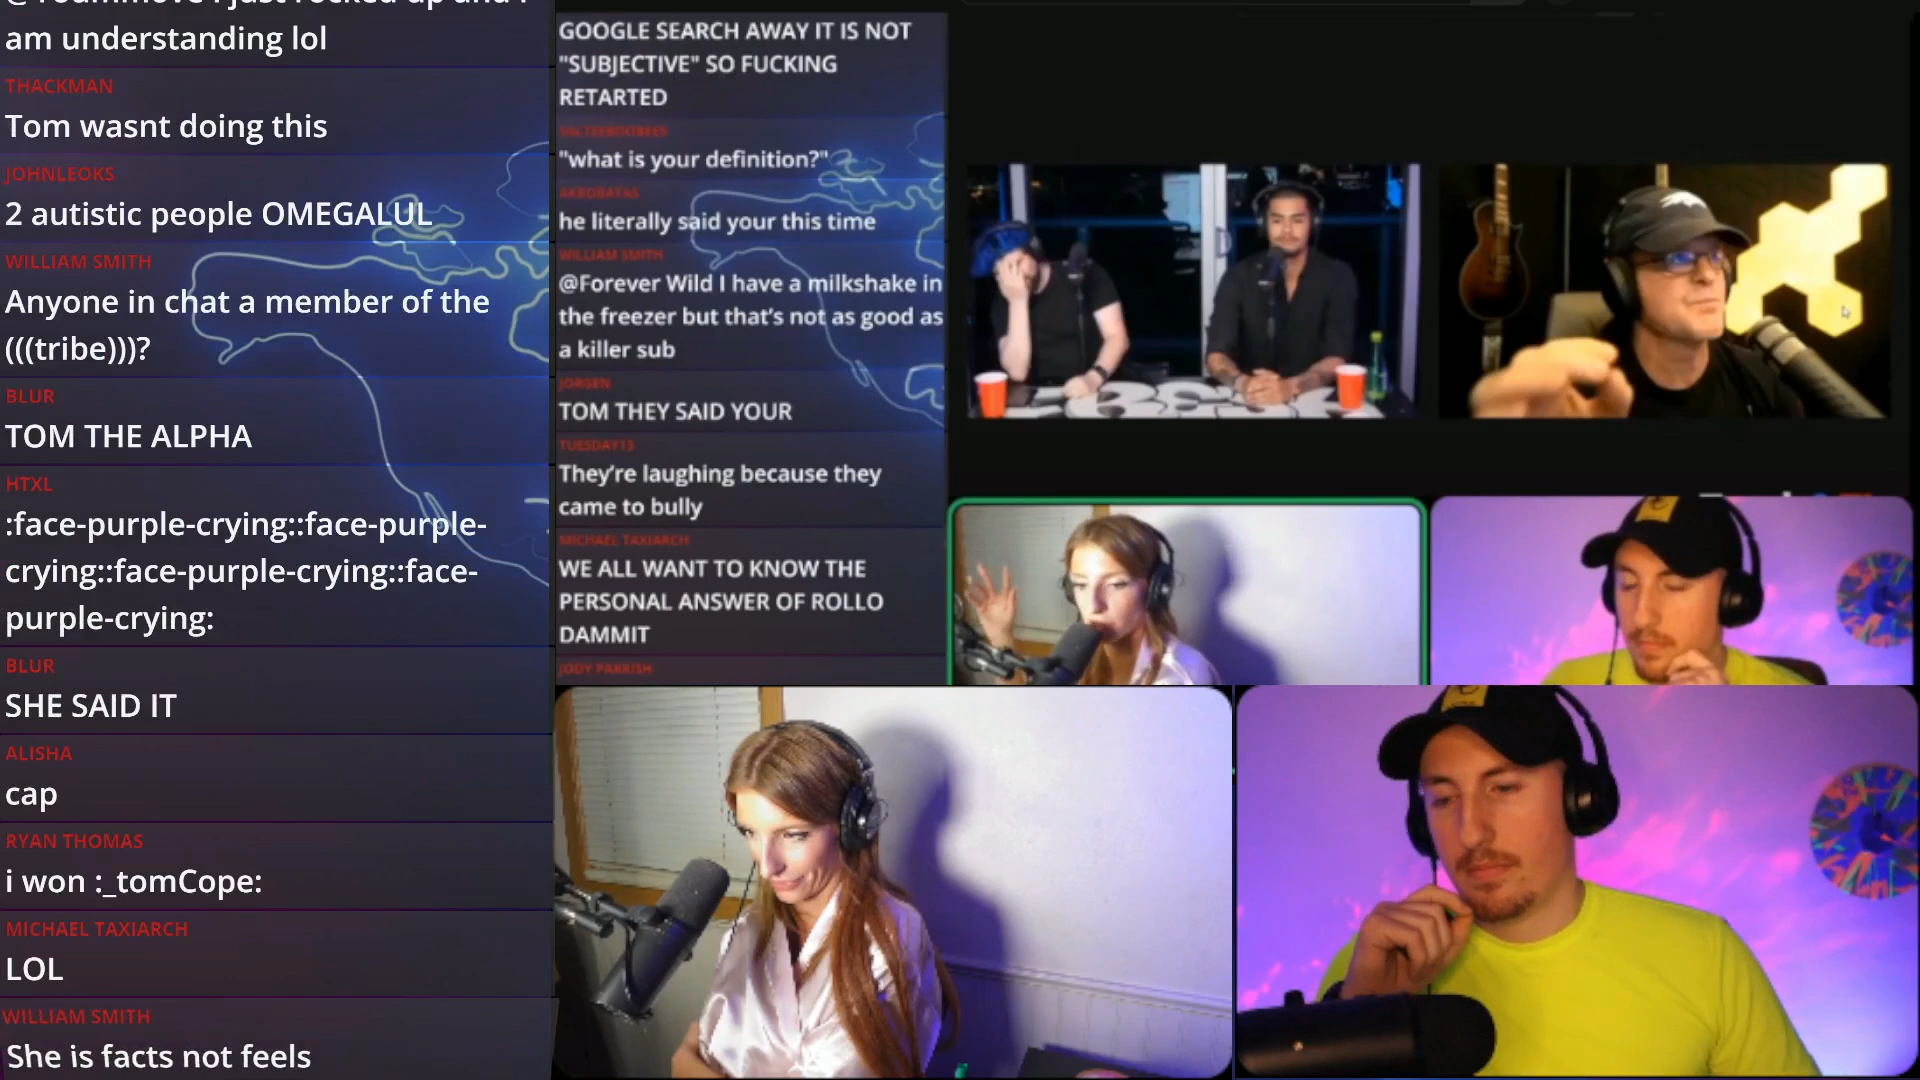 am understanding lol
THACKMAN
Tom wasnt doing this
JOHNLEOKS
2 autistic people OMEGALUL
WILLIAM SMITH
Anyone in chat a member of the
(((tribe)))?
BLUR
TOM THE ALPHA
HTXL
:face-purple-crying::face-purple-
crying::face-purple-crying::face-
purple-crying:
BLUR
SHE SAID IT
ALISHA
cap
RYAN THOMAS
i won :_tomCope:
MICHAEL TAXIARCH
LOL
WILLIAM SMITH
She is facts not feels
GOOGLE SEARCH AWAY IT IS NOT
"SUBJECTIVE" SO FUCKING
RETARTED
"what is your definition?"
AKROBATAS
he literally said your this time
WILLIAM SMITH
@Forever Wild I have a milkshake in
the freezer but that's not as good as
a killer sub
JORGEN
TOM THEY SAID YOUR
TUESDAY13
They're laughing because they
came to bully
MICHAEL TAXIARCH
WE ALL WANT TO KNOW THE
PERSONAL ANSWER OF ROLLO
DAMMIT
JODY PARRISH